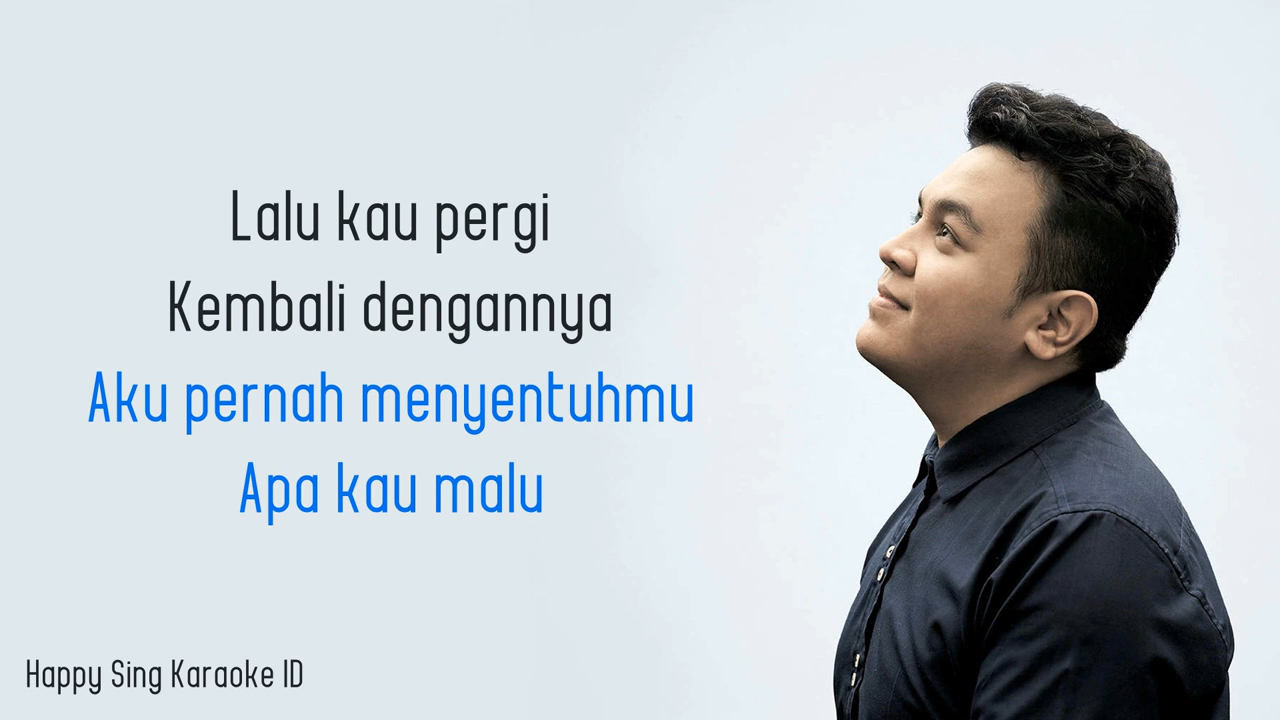 Lalu kau pergi
Kembali dengannya
Aku pernah menyentuhmu
Apa kau malu
Happy Sing Karaoke ID